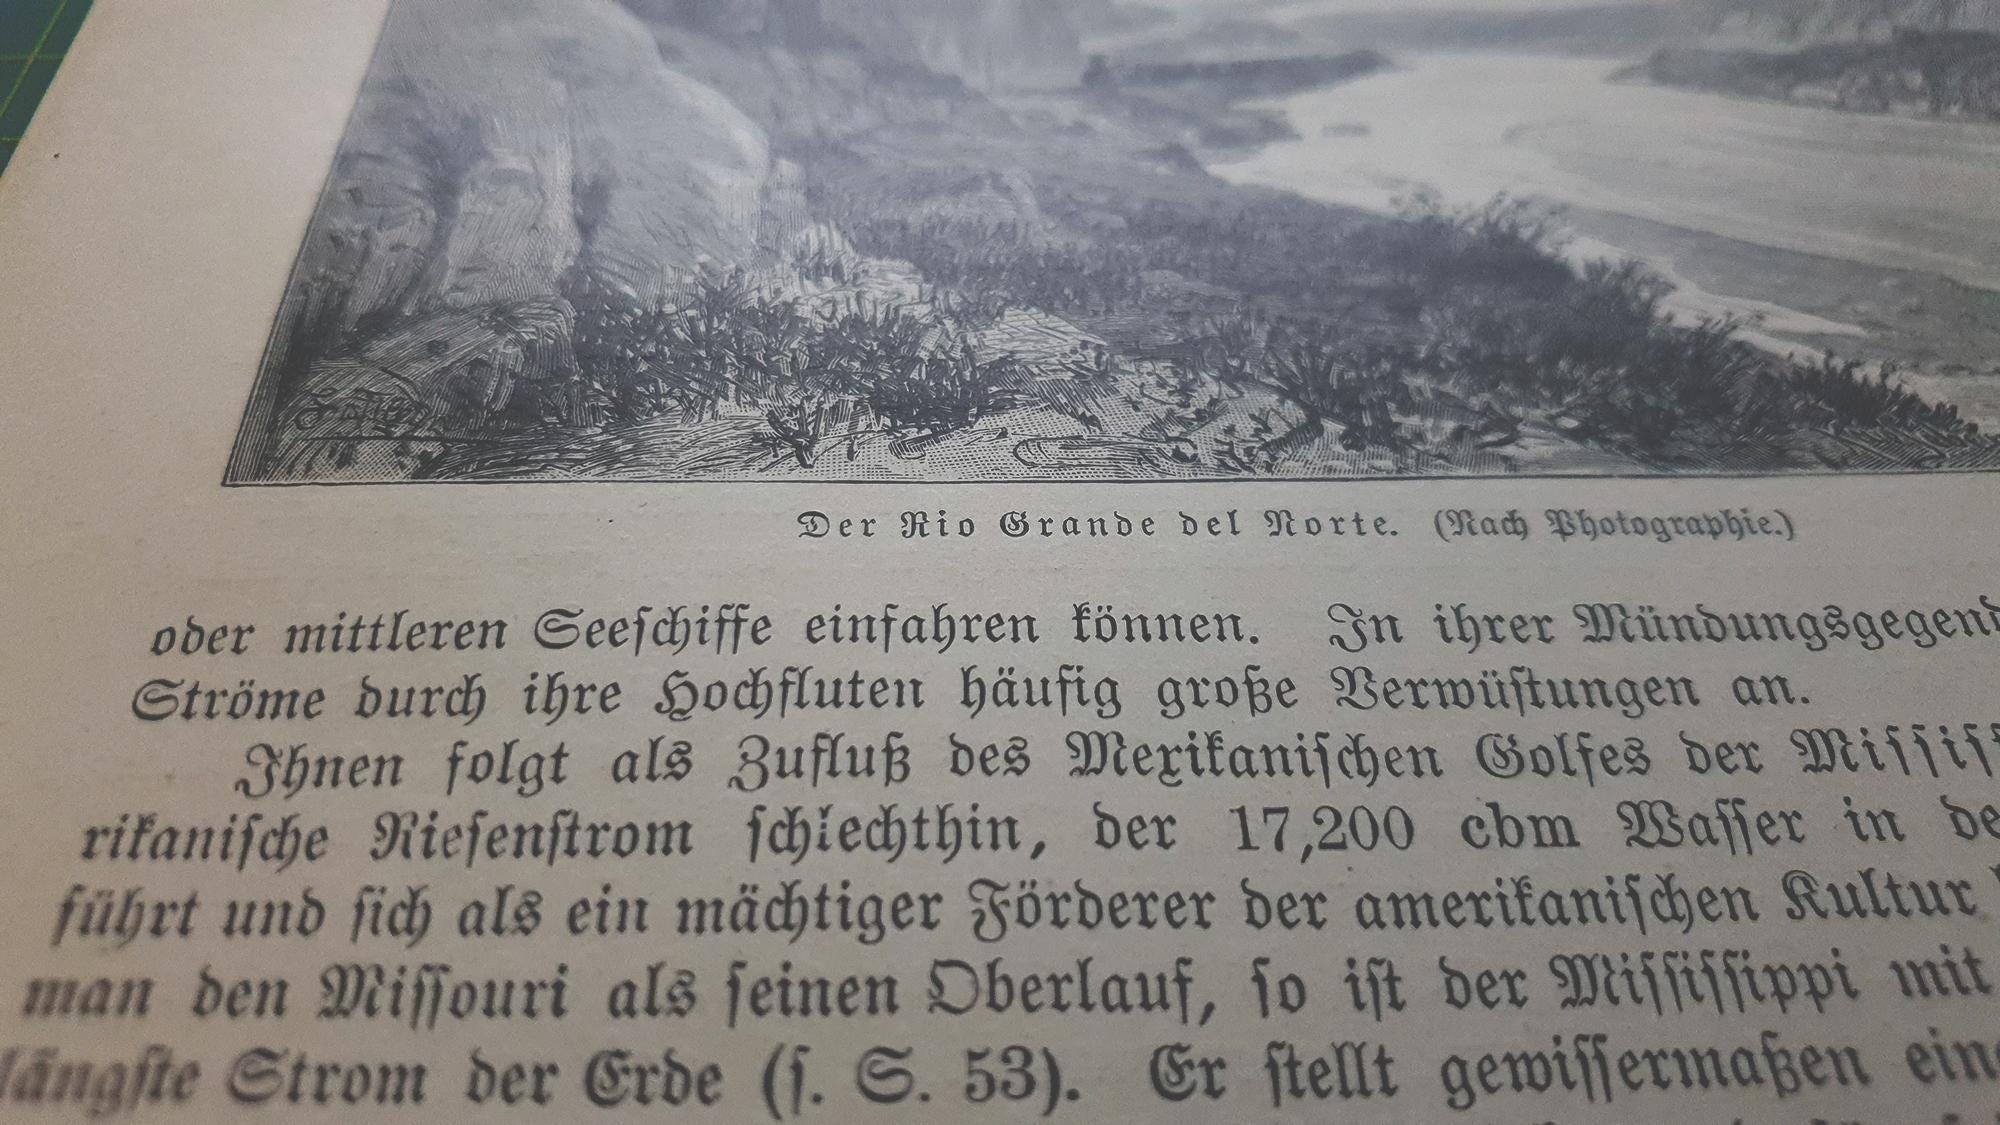 Der Rio Grande del Norte. (Nach Photographie.)
oder mittleren Seeſchiffe einfahren können. In ihrer Mündungsgegend
Ströme durch ihre Hochfluten häufig große Verwüſtungen an.
Ihnen folgt als Zufluß des Mexikaniſchen Golfes der Miſſiſſ
rikaniſche Rieſenſtrom ſchlechthin, der 17,200 cbm Waſſer in de
führt und ſich als ein mächtiger Förderer der amerikaniſchen Kultur
man den Miſſouri als ſeinen Oberlauf, ſo iſt der Miſſiſſippi mit
längſte Strom der Erde (ſ. S. 53). Er ſtellt gewiſſermaßen eine